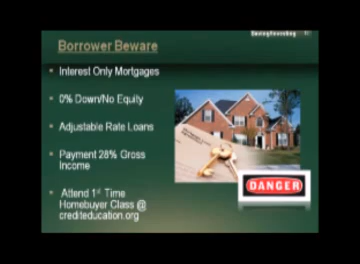 Borrower Beware
Interest Only Mortgages
0% Down/No Equity
Adjustable Rate Loans
Payment 28% Gross
Income
Attend 1st Time
Homebuyer Class @
crediteducation.org
DANGER